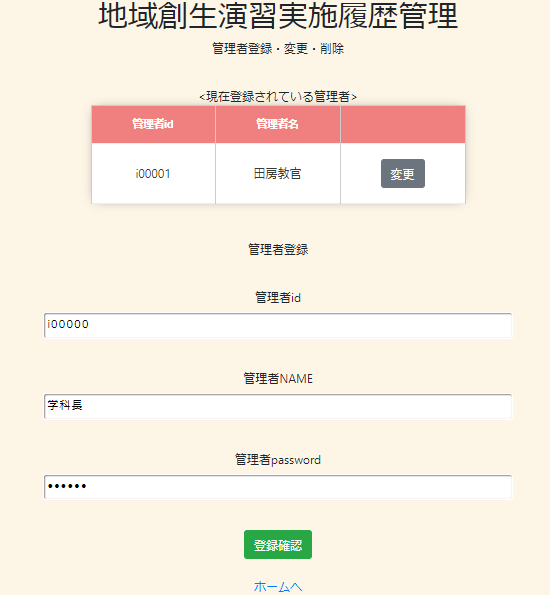 地域創生演習実施履歴管理
管理者登録・変更・削除
<現在登録されている管理者>
管理者id 管理者名
i00001 田房教官 変更
管理者登録
管理者id
i00000
管理者NAME
学科長
管理者password
••••••
登録確認
ホームへ